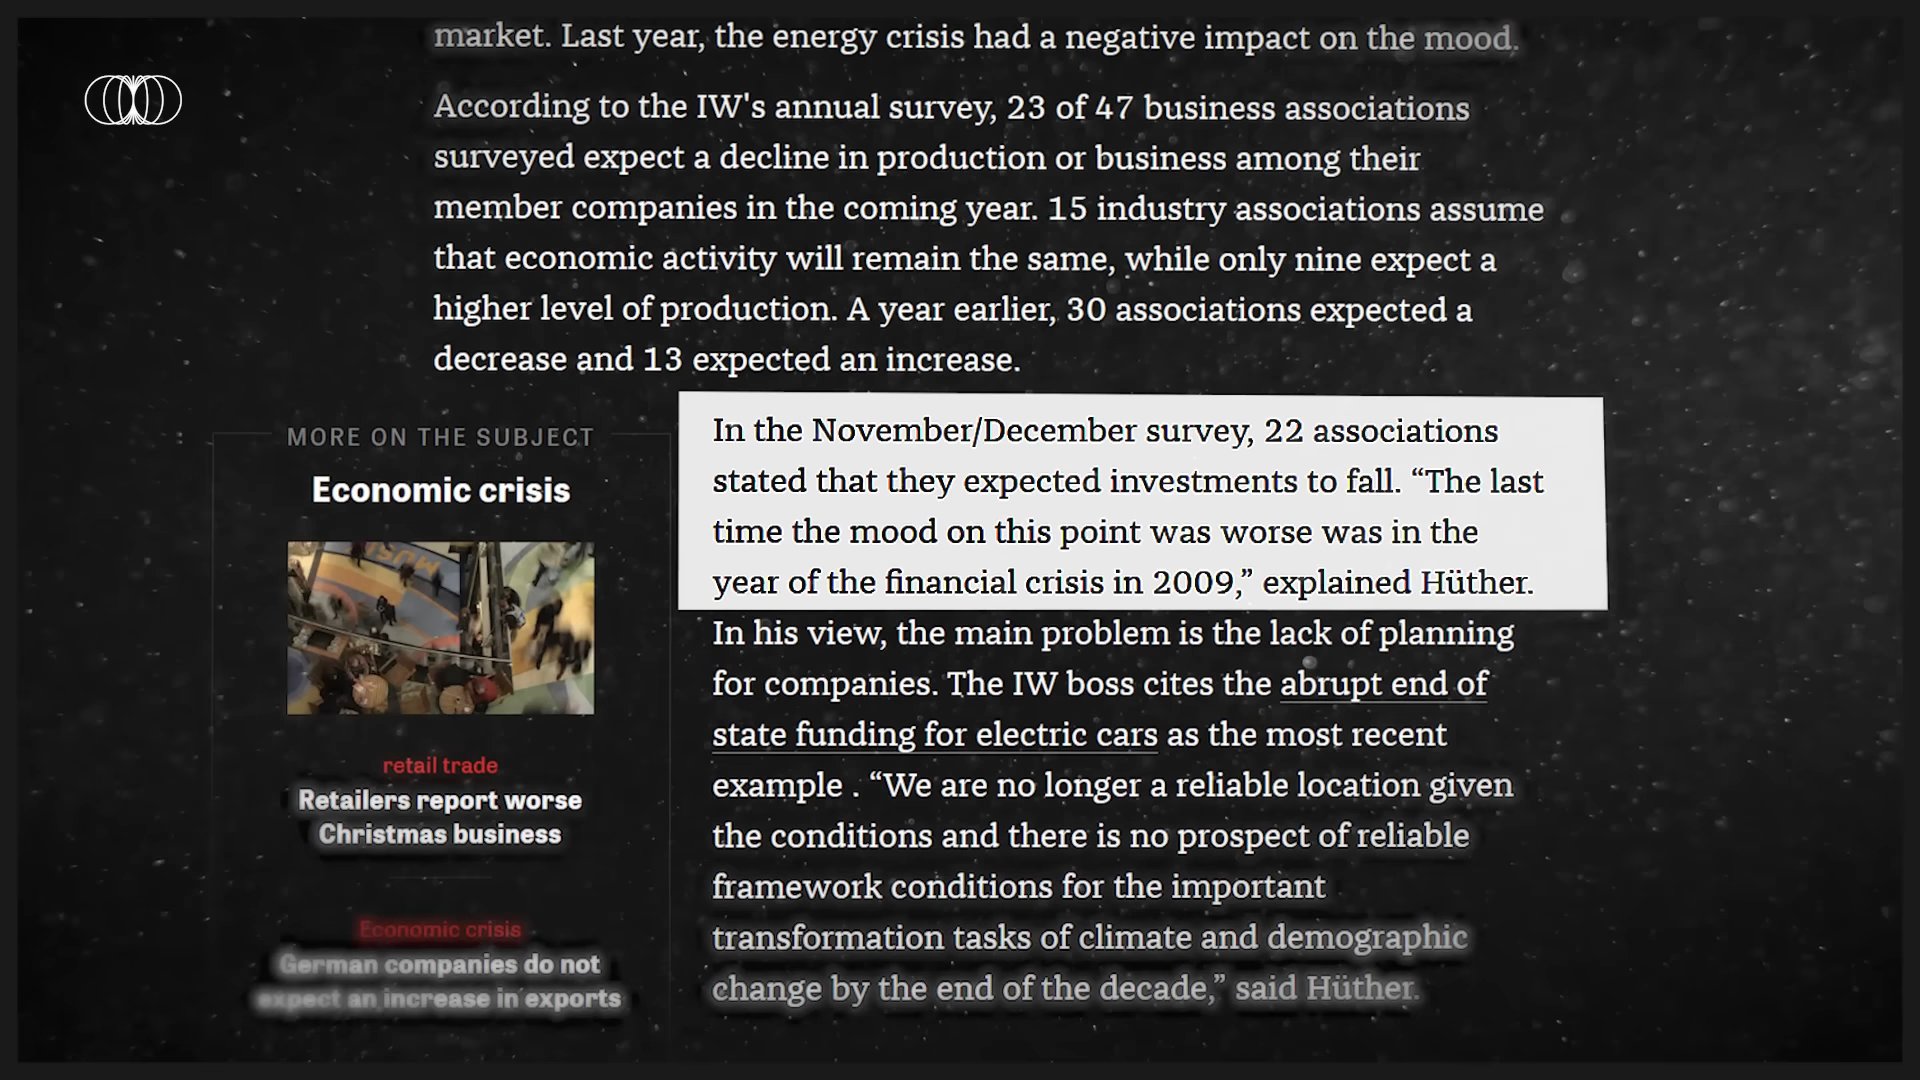 market. Last year, the energy crisis had a negative impact on the mood.
According to the IW's annual survey, 23 of 47 business associations
surveyed expect a decline in production or business among their
member companies in the coming year. 15 industry associations assume
that economic activity will remain the same, while only nine expect a
higher level of production. A year earlier, 30 associations expected a
decrease and 13 expected an increase.
MORE ON THE SUBJECT
Economic crisis
retail trade
Retailers report worse
Christmas business
Economic crisis
German companies do not
expect an increase in exports
In the November/December survey, 22 associations
stated that they expected investments to fall. “The last
time the mood on this point was worse was in the
year of the financial crisis in 2009,” explained Hüther.
In his view, the main problem is the lack of planning
for companies. The IW boss cites the abrupt end of
state funding for electric cars as the most recent
example . “We are no longer a reliable location given
the conditions and there is no prospect of reliable
framework conditions for the important
transformation tasks of climate and demographic
change by the end of the decade,” said Hüther.